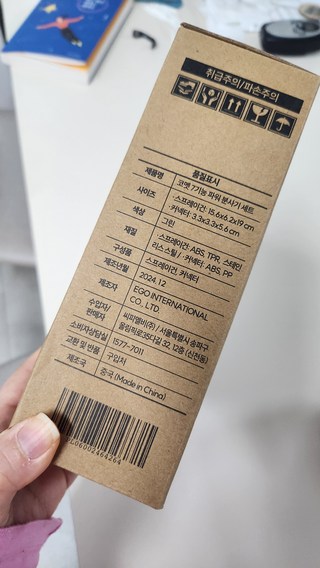 취급주의/파손주의
품질표시
제품명 코멧 7기능 파워 분사기 세트
사이즈 · 스프레이건: 15.6x6.2x19 cm
· 커넥터: 3.3x3.3x5.6 cm
색상 그린
재질 · 스프레이건: ABS, TPR, 스테인
리스스틸 / · 커넥터: ABS, PP
구성품 스프레이건, 커넥터
제조년월 2024. 12
제조자 EGO INTERNATIONAL
CO., LTD.
수입자/ 씨피엘비(주) / 서울특별시 송파구
판매자 올림픽로35다길 32, 12층 (신천동)
소비자상담실 1577-7011
교환 및 반품 구입처
제조국 중국 (Made in China)